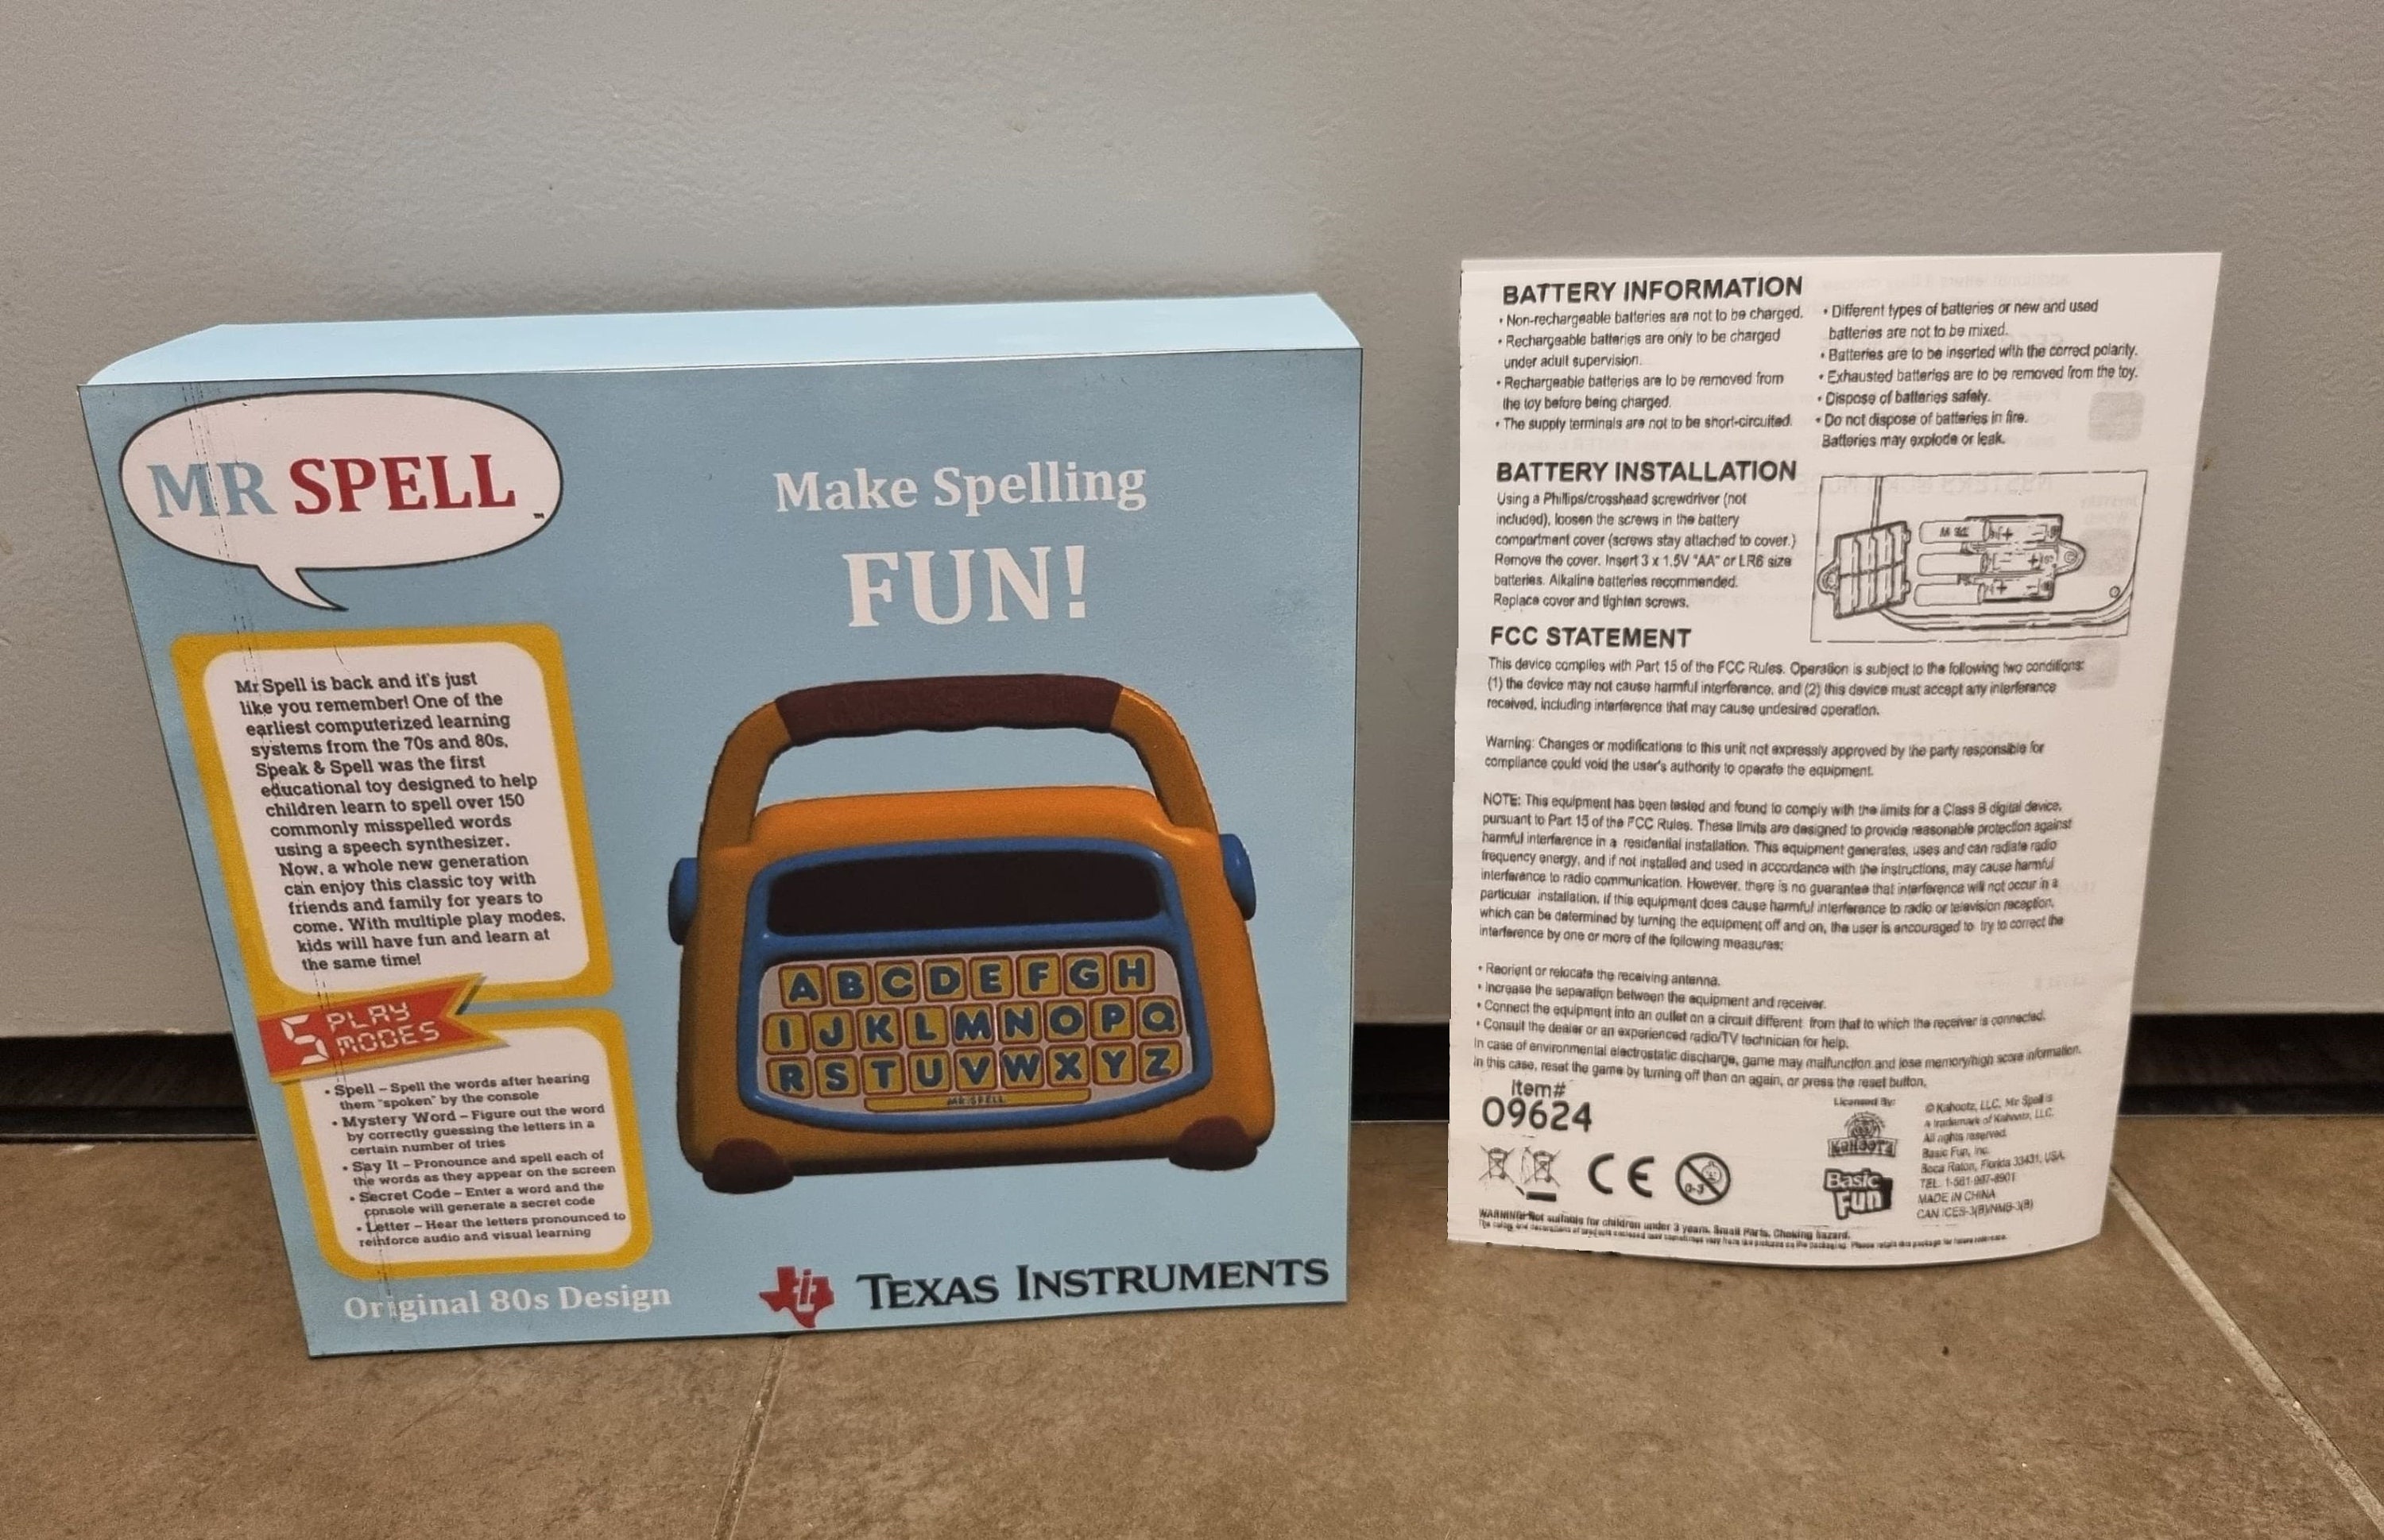 MR SPELL ™
Make Spelling
FUN!
Mr Spell is back and it's just
like you remember! One of the
earliest computerized learning
systems from the 70s and 80s,
Speak & Spell was the first
educational toy designed to help
children learn to spell over 150
commonly misspelled words
using a speech synthesizer.
Now, a whole new generation
can enjoy this classic toy with
friends and family for years to
come. With multiple play modes,
kids will have fun and learn at
the same time!
5 PLAY
MODES
• Spell – Spell the words after hearing
them "spoken" by the console
• Mystery Word – Figure out the word
by correctly guessing the letters in a
certain number of tries
• Say It – Pronounce and spell each of
the words as they appear on the screen
• Secret Code – Enter a word and the
console will generate a secret code
• Letter – Hear the letters pronounced to
reinforce audio and visual learning
Original 80s Design
A B C D E F G H
I J K L M N O P Q
R S T U V W X Y Z
MR SPELL
ti TEXAS INSTRUMENTS
BATTERY INFORMATION
• Non-rechargeable batteries are not to be charged.
• Rechargeable batteries are only to be charged
under adult supervision.
• Rechargeable batteries are to be removed from
the toy before being charged.
• The supply terminals are not to be short-circuited.
• Different types of batteries or new and used
batteries are not to be mixed.
• Batteries are to be inserted with the correct polarity.
• Exhausted batteries are to be removed from the toy.
• Dispose of batteries safely.
• Do not dispose of batteries in fire.
Batteries may explode or leak.
BATTERY INSTALLATION
Using a Phillips/crosshead screwdriver (not
included), loosen the screws in the battery
compartment cover (screws stay attached to cover.)
Remove the cover. Insert 3 x 1.5V "AA" or LR6 size
batteries. Alkaline batteries recommended.
Replace cover and tighten screws.
FCC STATEMENT
This device complies with Part 15 of the FCC Rules. Operation is subject to the following two conditions:
(1) the device may not cause harmful interference, and (2) this device must accept any interference
received, including interference that may cause undesired operation.
Warning: Changes or modifications to this unit not expressly approved by the party responsible for
compliance could void the user's authority to operate the equipment.
NOTE: This equipment has been tested and found to comply with the limits for a Class B digital device,
pursuant to Part 15 of the FCC Rules. These limits are designed to provide reasonable protection against
harmful interference in a residential installation. This equipment generates, uses and can radiate radio
frequency energy, and if not installed and used in accordance with the instructions, may cause harmful
interference to radio communication. However, there is no guarantee that interference will not occur in a
particular installation. If this equipment does cause harmful interference to radio or television reception,
which can be determined by turning the equipment off and on, the user is encouraged to try to correct the
interference by one or more of the following measures:
• Reorient or relocate the receiving antenna.
• Increase the separation between the equipment and receiver.
• Connect the equipment into an outlet on a circuit different from that to which the receiver is connected.
• Consult the dealer or an experienced radio/TV technician for help.
In case of environmental electrostatic discharge, game may malfunction and lose memory/high score information.
In this case, reset the game by turning off then on again, or press the reset button.
Item#
09624
CE
0-3
Licensed By:
KAHOOTZ
Basic
Fun
© Kahootz, LLC. Mr Spell is
a trademark of Kahootz, LLC.
All rights reserved.
Basic Fun, Inc.
Boca Raton, Florida 33431, USA.
TEL. 1-561-997-8901
MADE IN CHINA
CAN ICES-3(B)/NMB-3(B)
WARNING: Not suitable for children under 3 years. Small Parts. Choking hazard.